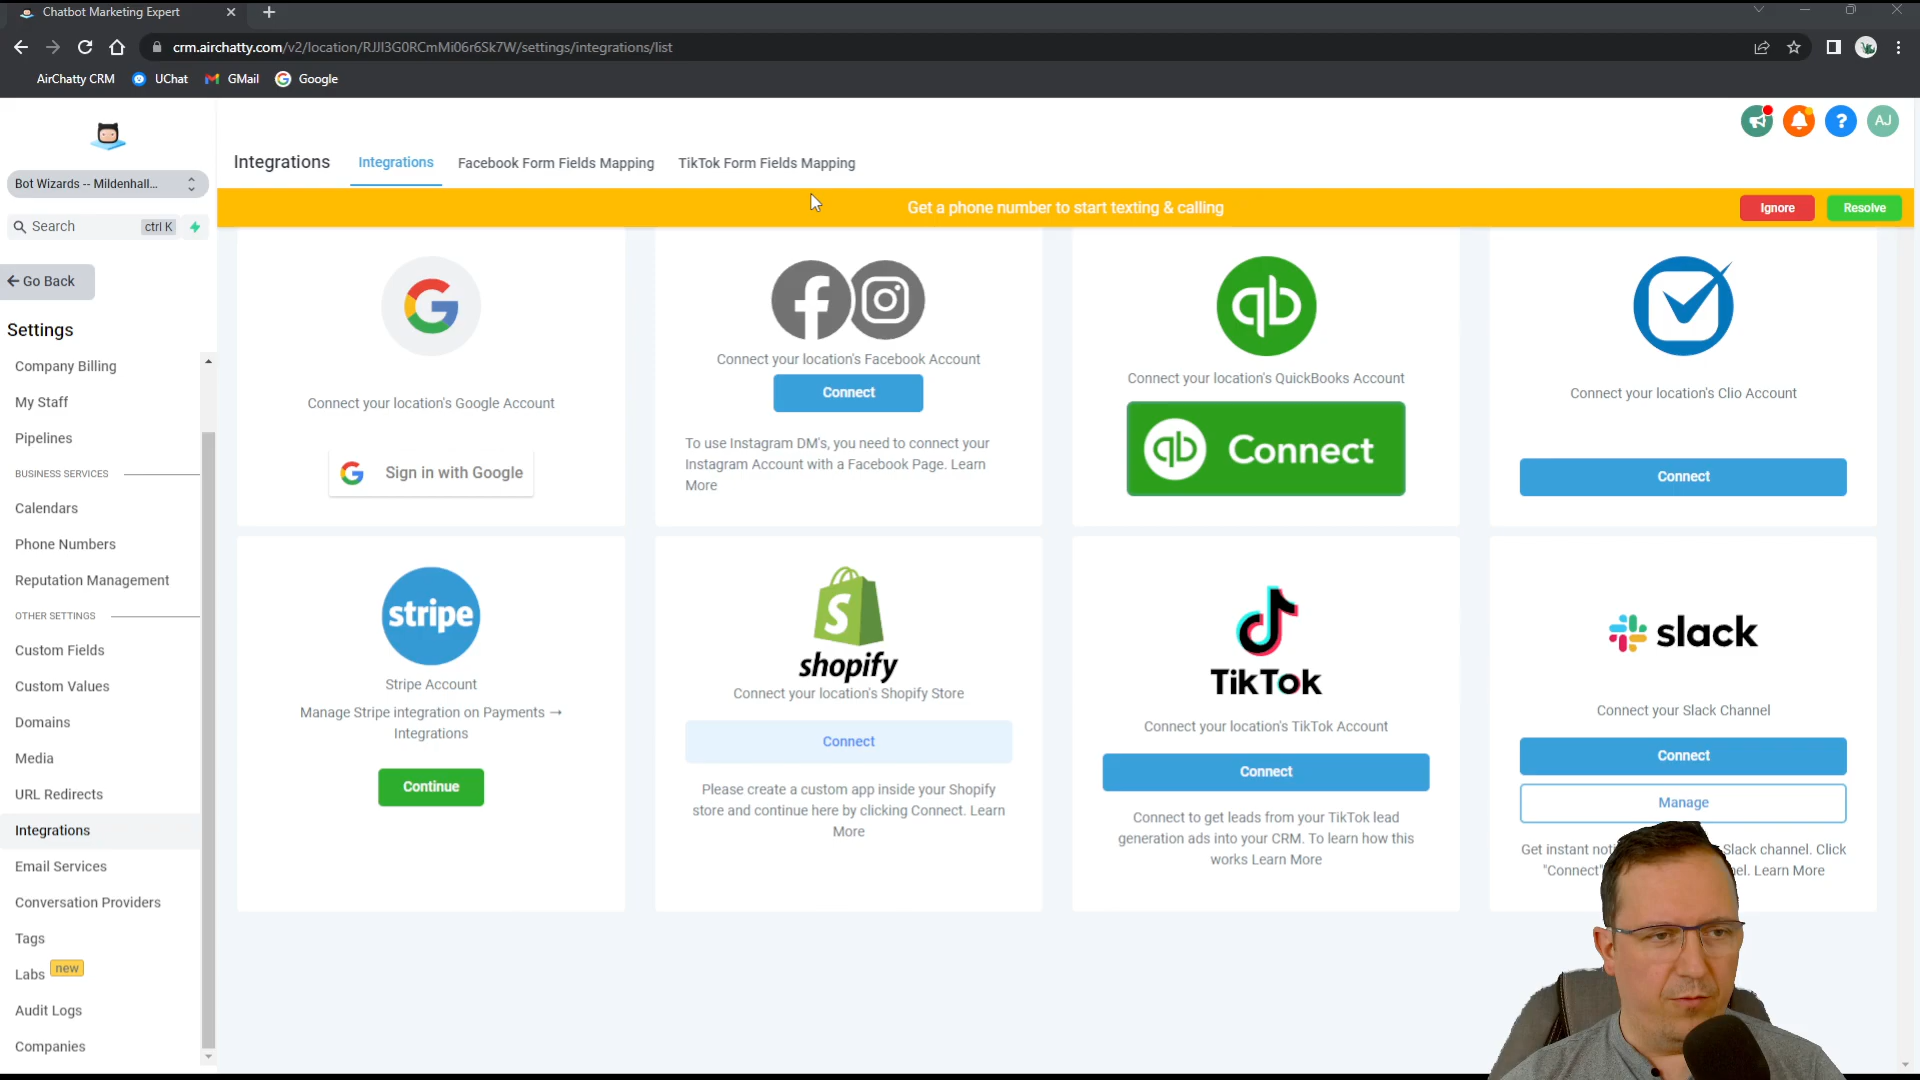 Chatbot Marketing Expert
crm.airchatty.com/v2/location/RJJI3G0RCmMi06r6Sk7W/settings/integrations/list
AirChatty CRM
UChat
GMail
Google
AJ
Integrations
Integrations
Facebook Form Fields Mapping
TikTok Form Fields Mapping
Get a phone number to start texting & calling
Ignore
Resolve
Bot Wizards -- Mildenhall...
Search
ctrl K
Go Back
Settings
Company Billing
My Staff
Pipelines
BUSINESS SERVICES
Calendars
Phone Numbers
Reputation Management
OTHER SETTINGS
Custom Fields
Custom Values
Domains
Media
URL Redirects
Integrations
Email Services
Conversation Providers
Tags
Labs new
Audit Logs
Companies
Connect your location's Google Account
Sign in with Google
Connect your location's Facebook Account
Connect
To use Instagram DM's, you need to connect your
Instagram Account with a Facebook Page. Learn
More
qb
Connect your location's QuickBooks Account
qb Connect
Connect your location's Clio Account
Connect
stripe
Stripe Account
Manage Stripe integration on Payments →
Integrations
Continue
shopify
Connect your location's Shopify Store
Connect
Please create a custom app inside your Shopify
store and continue here by clicking Connect. Learn
More
TikTok
Connect your location's TikTok Account
Connect
Connect to get leads from your TikTok lead
generation ads into your CRM. To learn how this
works Learn More
slack
Connect your Slack Channel
Connect
Manage
Get instant Slack channel. Click
"Connect" Learn More